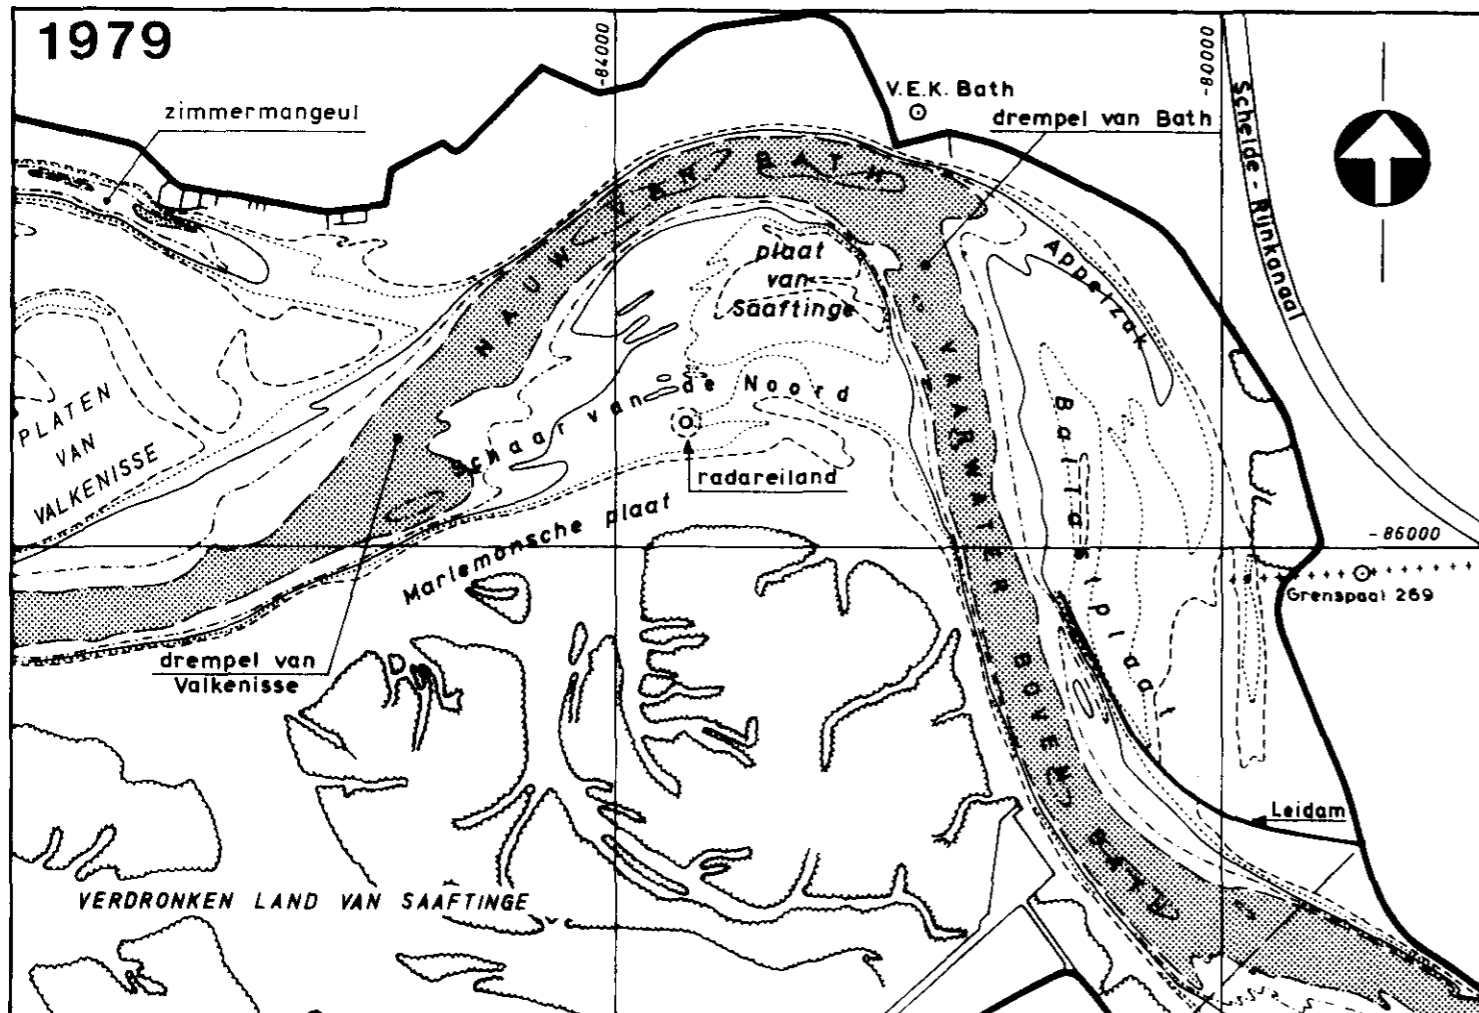 1979
-84000
-80000
zimmermangeul
V.E.K. Bath
drempel van Bath
Schelde - Rijnkanaal
NAUW VAN BATH
Appelzak
plaat
van
Saaftinge
PLATEN
VAN
VALKENISSE
Schaar van de Noord
radareiland
VAARWATER BOVEN BATH
Ballastplaat
Marlemonsche plaat
-86000
Grenspaal 269
drempel van
Valkenisse
Leidam
VERDRONKEN LAND VAN SAAFTINGE